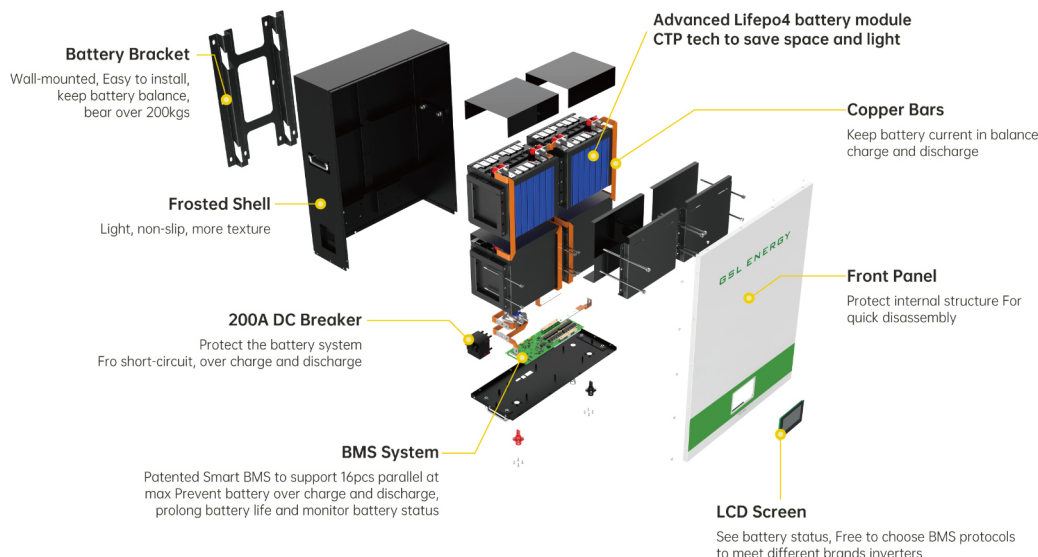 Advanced Lifepo4 battery module
CTP tech to save space and light
Battery Bracket
Wall-mounted, Easy to install,
keep battery balance,
bear over 200kgs
Copper Bars
Keep battery current in balance
charge and discharge
Frosted Shell
Light, non-slip, more texture
GSL ENERGY
Front Panel
Protect internal structure For
quick disassembly
200A DC Breaker
Protect the battery system
Fro short-circuit, over charge and discharge
BMS System
Patented Smart BMS to support 16pcs parallel at
max Prevent battery over charge and discharge,
prolong battery life and monitor battery status
LCD Screen
See battery status, Free to choose BMS protocols
to meet different brands inverters